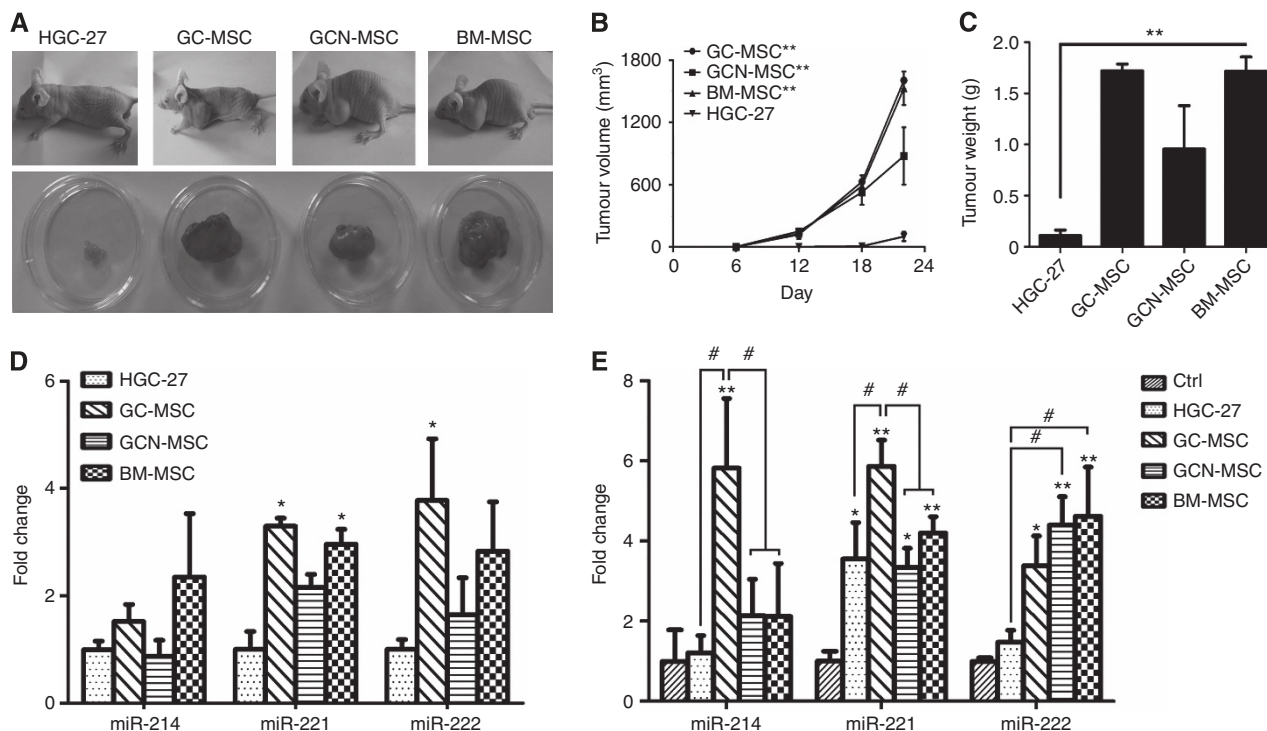 A
HGC-27 GC-MSC GCN-MSC BM-MSC
B
Tumour volume (mm3)
1800
1200
600
0
0 6 12 18 24
Day
GC-MSC**
GCN-MSC**
BM-MSC**
HGC-27
C
Tumour weight (g)
2.0
1.5
1.0
0.5
0
**
HGC-27 GC-MSC GCN-MSC BM-MSC
D
Fold change
6
4
2
0
HGC-27
GC-MSC
GCN-MSC
BM-MSC
* * *
miR-214 miR-221 miR-222
E
Fold change
8
6
4
2
0
# #
**
# #
* ** * **
#
#
* ** **
miR-214 miR-221 miR-222
Ctrl
HGC-27
GC-MSC
GCN-MSC
BM-MSC